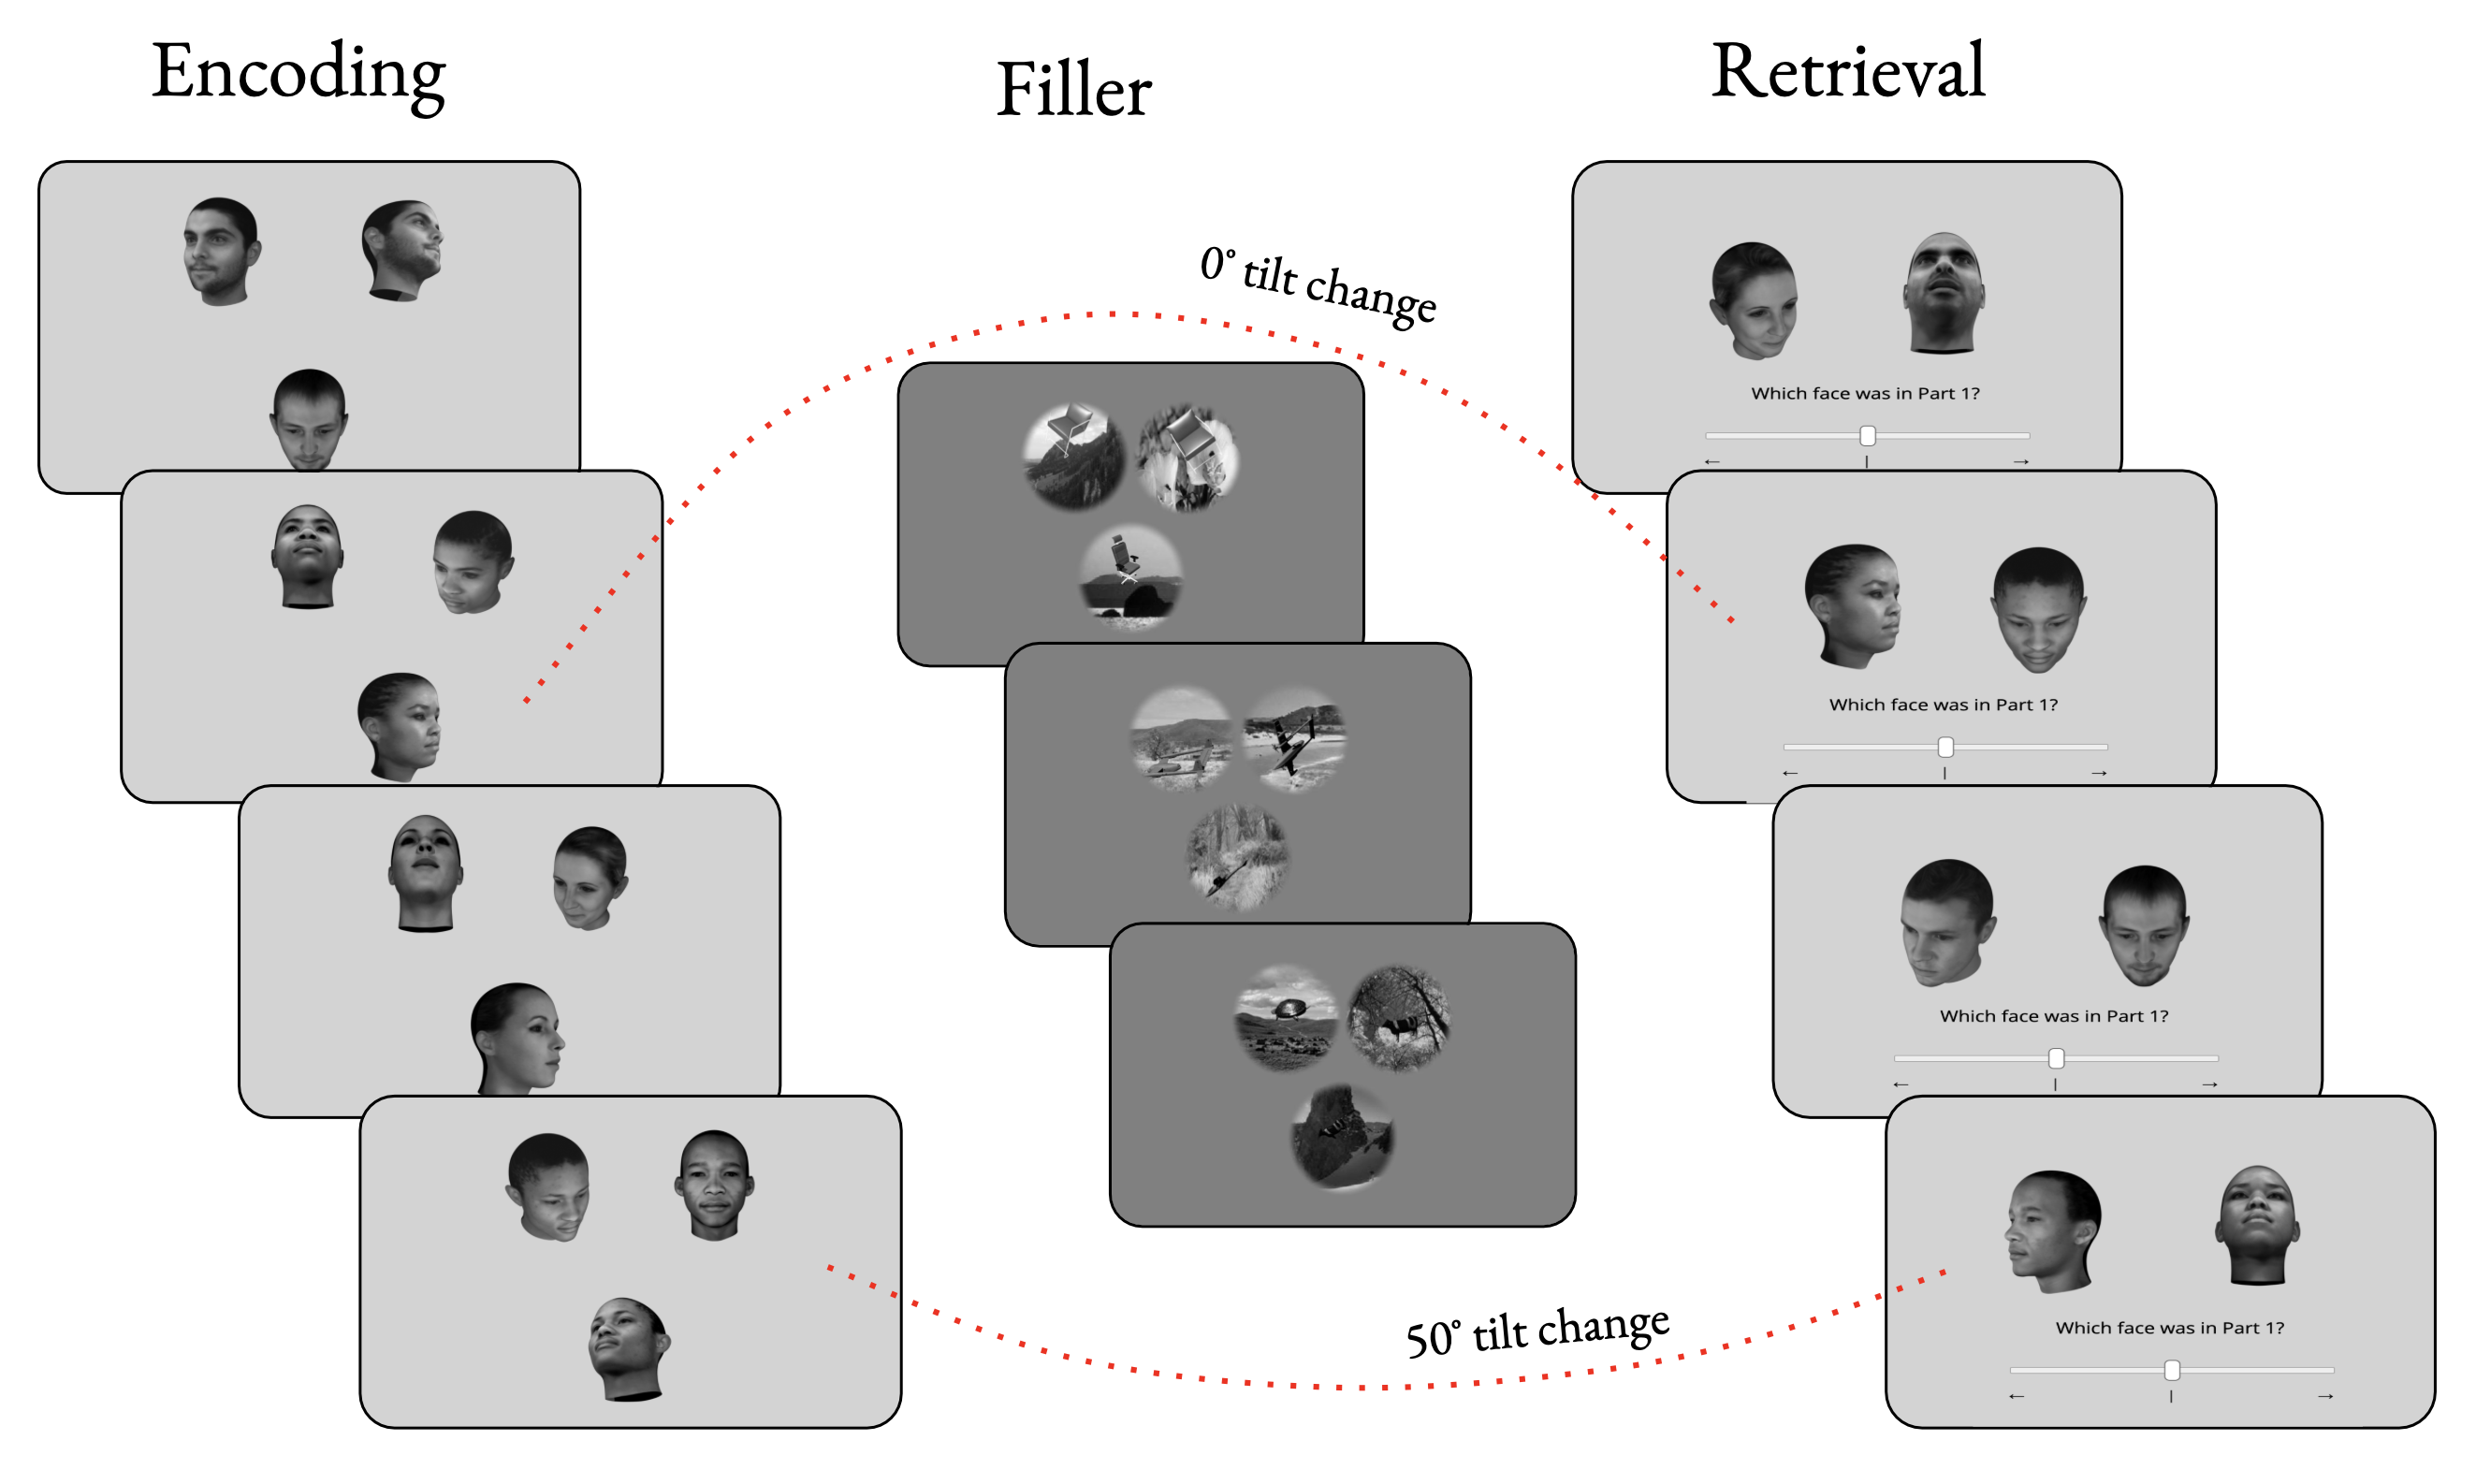 Encoding
Filler
Retrieval
0° tilt change
Which face was in Part 1?
← | →
Which face was in Part 1?
← | →
Which face was in Part 1?
← | →
50° tilt change
Which face was in Part 1?
← | →